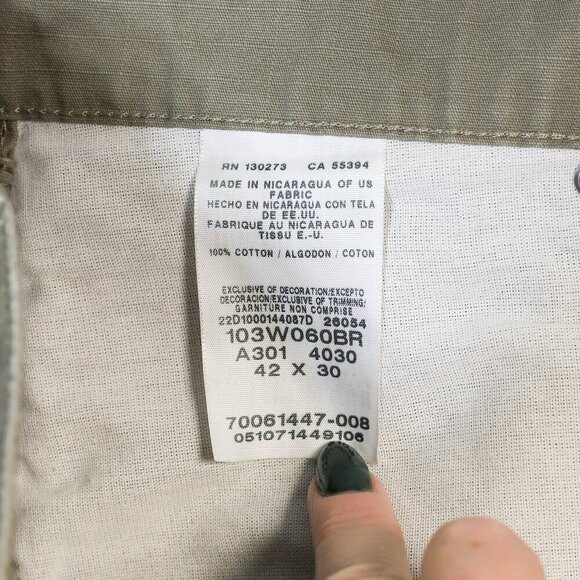 RN 130273 CA 55394
MADE IN NICARAGUA OF US
FABRIC
HECHO EN NICARAGUA CON TELA
DE EE.UU.
FABRIQUE AU NICARAGUA DE
TISSU E.-U.
100% COTTON / ALGODON / COTON
EXCLUSIVE OF DECORATION/EXCEPTO
DECORACION/EXCLUSIVE OF TRIMMING/
GARNITURE NON COMPRISE
22D1000144087D 26054
103W060BR
A301 4030
42 X 30
70061447-008
051071449106